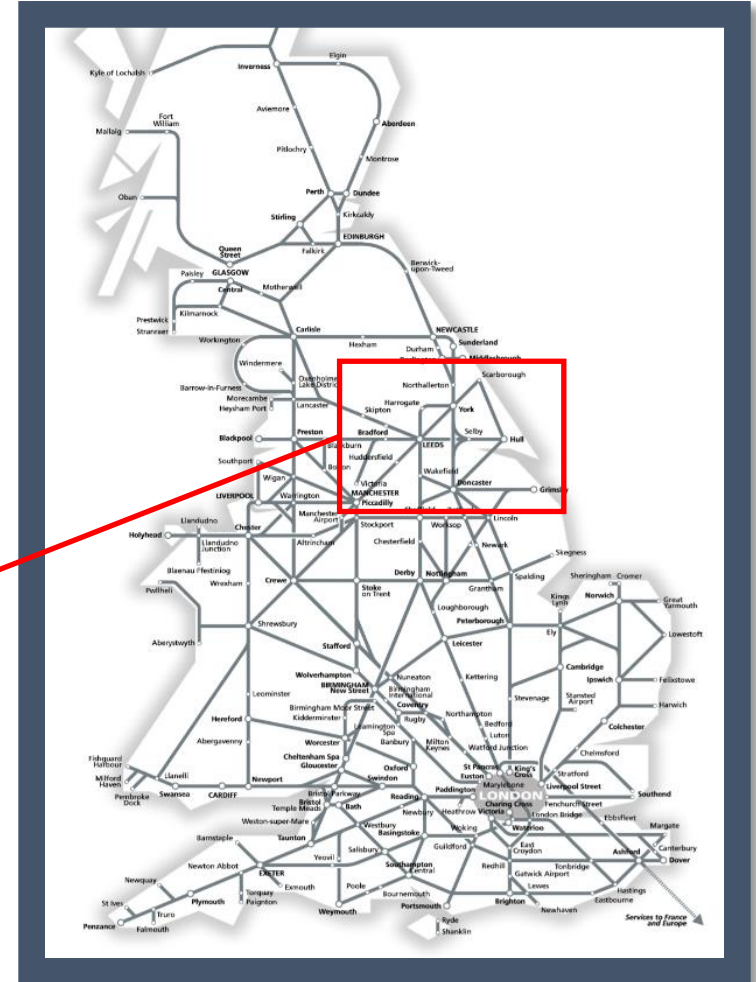 Elgin
Inverness
Kyle of Lochalsh
Aviemore
Fort
William
Mallaig
Aberdeen
Pitlochry
Montrose
Perth
Dundee
Oban
Stirling
Kirkcaldy
EDINBURGH
Queen
Street
Falkirk
Berwick-
upon-Tweed
Paisley
GLASGOW
Central
Motherwell
Prestwick
Kilmarnock
Stranraer
Carlisle
NEWCASTLE
Workington
Hexham
Sunderland
Durham
Middlesbrough
Windermere
Oxenholme
Lake District
Northallerton
Scarborough
Barrow-in-Furness
Morecambe
Heysham Port
Lancaster
Harrogate
York
Skipton
Blackpool
Preston
Bradford
Selby
Hull
Blackburn
LEEDS
Southport
Bolton
Huddersfield
Wakefield
Wigan
Victoria
Doncaster
LIVERPOOL
Warrington
MANCHESTER
Piccadilly
Grimsby
Manchester
Airport
Stockport
Worksop
Lincoln
Llandudno
Holyhead
Chester
Llandudno
Junction
Altrincham
Chesterfield
Newark
Skegness
Blaenau Ffestiniog
Pwllheli
Wrexham
Crewe
Stoke
on Trent
Derby
Nottingham
Grantham
Spalding
Sheringham
Cromer
Kings
Lynn
Norwich
Great
Yarmouth
Loughborough
Peterborough
Shrewsbury
Aberystwyth
Stafford
Leicester
Ely
Lowestoft
Wolverhampton
BIRMINGHAM
New Street
Nuneaton
Birmingham
International
Kettering
Cambridge
Ipswich
Felixstowe
Leominster
Birmingham Moor Street
Coventry
Stevenage
Stansted
Airport
Harwich
Hereford
Kidderminster
Rugby
Northampton
Leamington
Spa
Bedford
Colchester
Abergavenny
Worcester
Banbury
Milton
Keynes
Luton
Watford Junction
Chelmsford
Fishguard
Harbour
Cheltenham Spa
Gloucester
Oxford
St Pancras
Euston
King's
Cross
Stratford
Milford
Haven
Llanelli
Newport
Swindon
Marylebone
Liverpool Street
Pembroke
Dock
Swansea
CARDIFF
Bristol Parkway
Reading
Paddington
LONDON
Southend
Bristol
Temple Meads
Bath
Newbury
Heathrow
Victoria
Charing Cross
Fenchurch Street
Weston-super-Mare
London Bridge
Ebbsfleet
Barnstaple
Taunton
Westbury
Basingstoke
Woking
Waterloo
Margate
Newton Abbot
Yeovil
Salisbury
Guildford
East
Croydon
Ashford
Canterbury
Newquay
EXETER
Southampton
Central
Redhill
Tonbridge
Dover
Gatwick Airport
St Ives
Torquay
Paignton
Exmouth
Poole
Bournemouth
Lewes
Hastings
Truro
Plymouth
Weymouth
Portsmouth
Brighton
Newhaven
Eastbourne
Penzance
Falmouth
Ryde
Shanklin
Services to France
and Europe